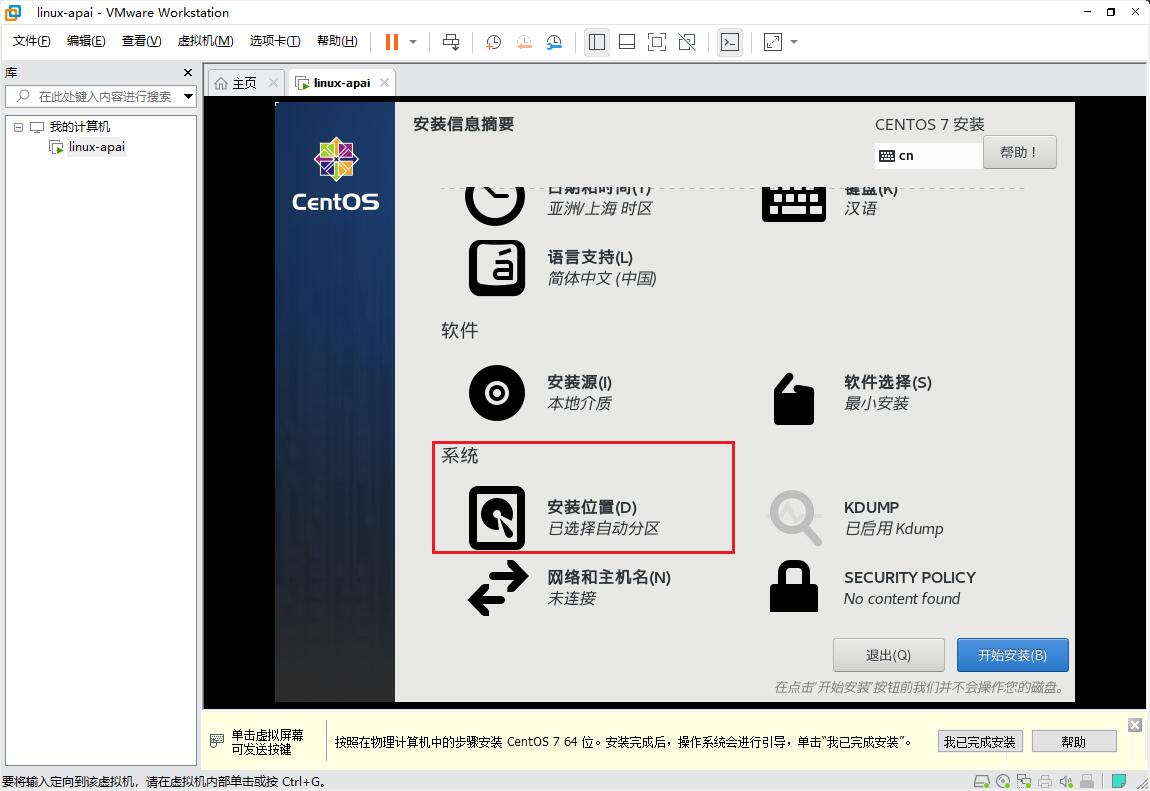 linux-apai - VMware Workstation
文件(F) 编辑(E) 查看(V) 虚拟机(M) 选项卡(T) 帮助(H)
库
在此处键入内容进行搜索
我的计算机
linux-apai
主页
linux-apai
CentOS
安装信息摘要
CENTOS 7 安装
cn
帮助！
日期和时间(T)
亚洲/上海 时区
键盘(K)
汉语
语言支持(L)
简体中文 (中国)
软件
安装源(I)
本地介质
软件选择(S)
最小安装
系统
安装位置(D)
已选择自动分区
KDUMP
已启用 Kdump
网络和主机名(N)
未连接
SECURITY POLICY
No content found
退出(Q)
开始安装(B)
在点击'开始安装'按钮前我们并不会操作您的磁盘。
单击虚拟屏幕
可发送按键
按照在物理计算机中的步骤安装 CentOS 7 64 位。安装完成后，操作系统会进行引导，单击“我已完成安装”。
我已完成安装
帮助
要将输入定向到该虚拟机，请在虚拟机内部单击或按 Ctrl+G。